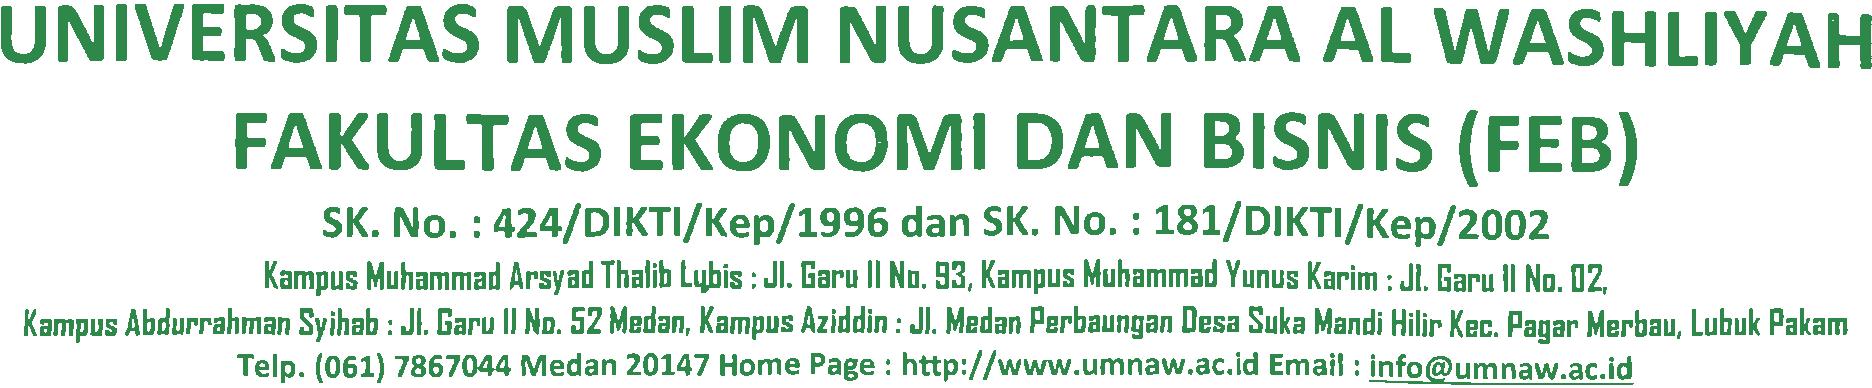 UNIVERSITAS MUSLIM NUSANTARA AL WASHLIYAH
FAKULTAS EKONOMI DAN BISNIS (FEB)
SK. No. : 424/DIKTI/Kep/1996 dan SK. No. : 181/DIKTI/Kep/2002
Kampus Muhammad Arsyad Thalib Lubis : Jl. Garu II No. 93, Kampus Muhammad Yunus Karim : Jl. Garu II No. 02,
Kampus Abdurrahman Syihab : Jl. Garu II No. 52 Medan, Kampus Aziddin : Jl. Medan Perbaungan Desa Suka Mandi Hilir Kec. Pagar Merbau, Lubuk Pakam
Telp. (061) 7867044 Medan 20147 Home Page : http://www.umnaw.ac.id Email : info@umnaw.ac.id